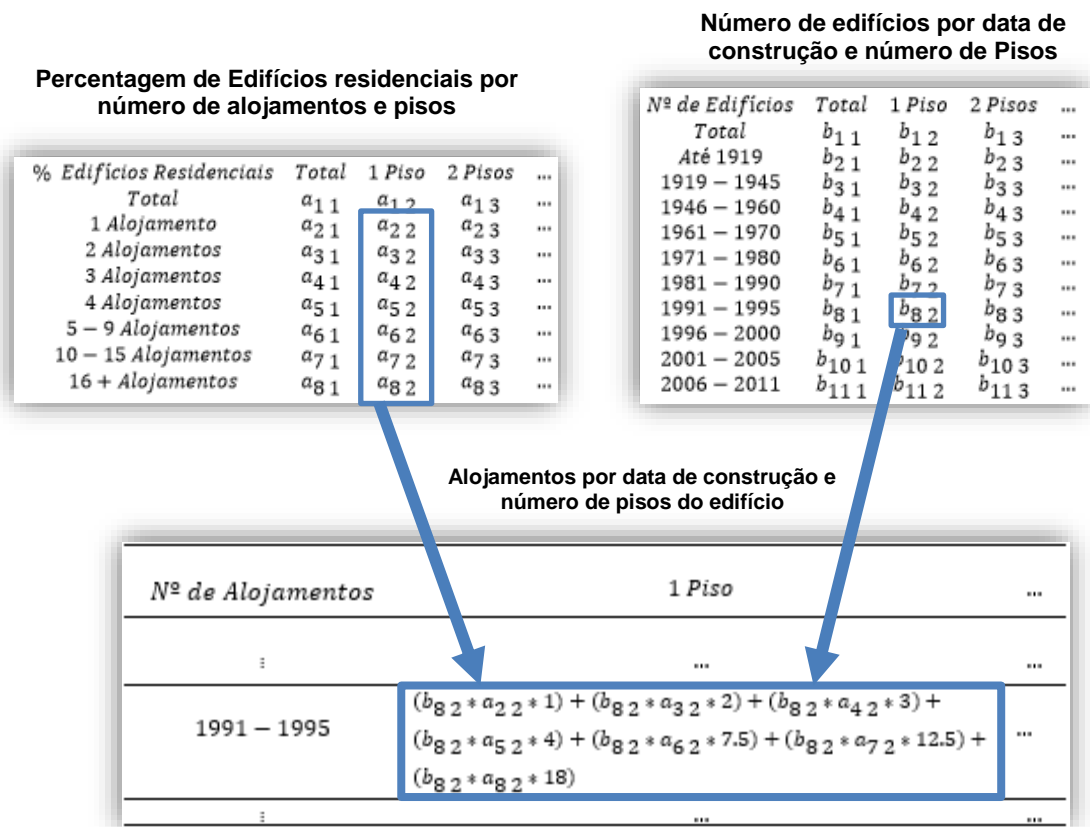 Percentagem de Edifícios residenciais por
número de alojamentos e pisos
% Edifícios Residenciais Total 1 Piso 2 Pisos ...
Total a1 1 a1 2 a1 3 ...
1 Alojamento a2 1 a2 2 a2 3 ...
2 Alojamentos a3 1 a3 2 a3 3 ...
3 Alojamentos a4 1 a4 2 a4 3 ...
4 Alojamentos a5 1 a5 2 a5 3 ...
5 – 9 Alojamentos a6 1 a6 2 a6 3 ...
10 – 15 Alojamentos a7 1 a7 2 a7 3 ...
16 + Alojamentos a8 1 a8 2 a8 3 ...
Número de edifícios por data de
construção e número de Pisos
Nº de Edifícios Total 1 Piso 2 Pisos ...
Total b1 1 b1 2 b1 3 ...
Até 1919 b2 1 b2 2 b2 3 ...
1919 – 1945 b3 1 b3 2 b3 3 ...
1946 – 1960 b4 1 b4 2 b4 3 ...
1961 – 1970 b5 1 b5 2 b5 3 ...
1971 – 1980 b6 1 b6 2 b6 3 ...
1981 – 1990 b7 1 b7 2 b7 3 ...
1991 – 1995 b8 1 b8 2 b8 3 ...
1996 – 2000 b9 1 b9 2 b9 3 ...
2001 – 2005 b10 1 b10 2 b10 3 ...
2006 – 2011 b11 1 b11 2 b11 3 ...
Alojamentos por data de construção e
número de pisos do edifício
Nº de Alojamentos 1 Piso ...
⋮ ... ...
1991 – 1995 (b8 2 * a2 2 * 1) + (b8 2 * a3 2 * 2) + (b8 2 * a4 2 * 3) +
(b8 2 * a5 2 * 4) + (b8 2 * a6 2 * 7.5) + (b8 2 * a7 2 * 12.5) + ...
(b8 2 * a8 2 * 18)
⋮ ... ...